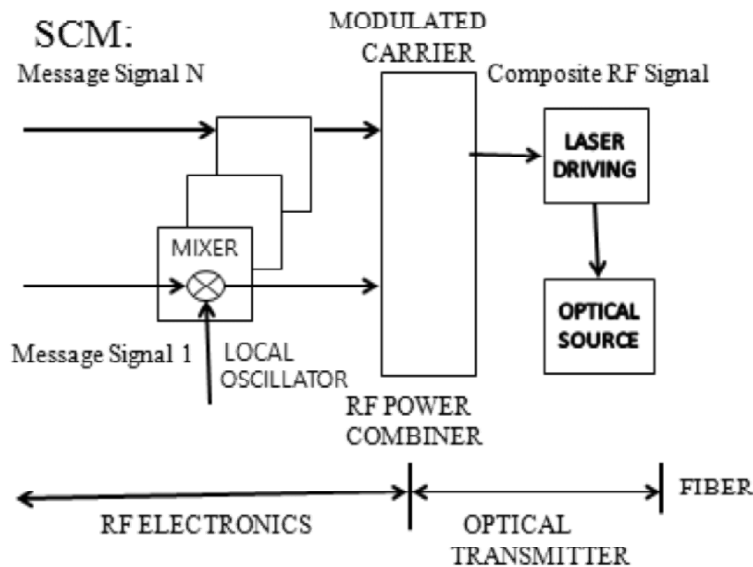 SCM:
MODULATED
CARRIER
Message Signal N
Composite RF Signal
LASER
DRIVING
MIXER
OPTICAL
SOURCE
Message Signal 1
LOCAL
OSCILLATOR
RF POWER
COMBINER
FIBER
RF ELECTRONICS
OPTICAL
TRANSMITTER